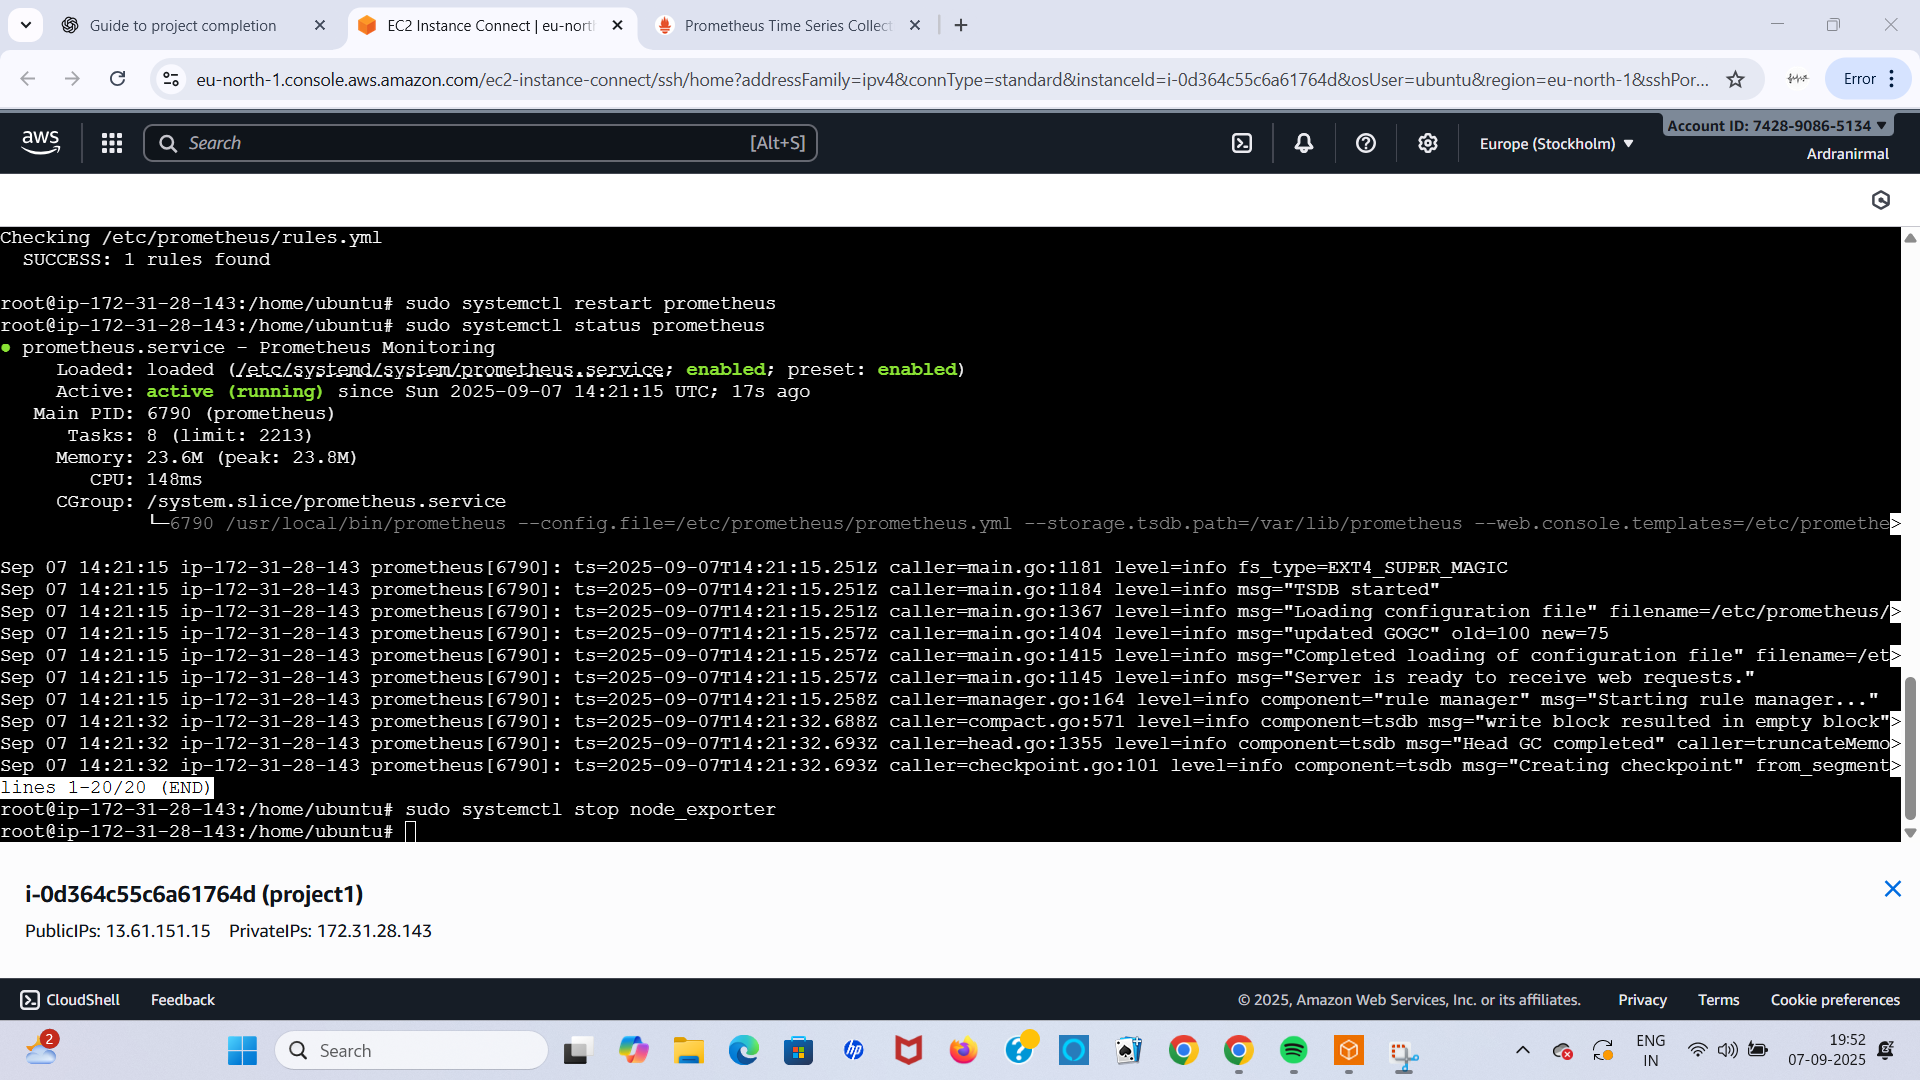 Guide to project completion
EC2 Instance Connect | eu-nort
Prometheus Time Series Collect
eu-north-1.console.aws.amazon.com/ec2-instance-connect/ssh/home?addressFamily=ipv4&connType=standard&instanceId=i-0d364c55c6a61764d&osUser=ubuntu&region=eu-north-1&sshPor...
Error
aws
Search [Alt+S]
Europe (Stockholm)
Account ID: 7428-9086-5134
Ardranirmal
Checking /etc/prometheus/rules.yml
SUCCESS: 1 rules found
root@ip-172-31-28-143:/home/ubuntu# sudo systemctl restart prometheus
root@ip-172-31-28-143:/home/ubuntu# sudo systemctl status prometheus
● prometheus.service - Prometheus Monitoring
Loaded: loaded (/etc/systemd/system/prometheus.service; enabled; preset: enabled)
Active: active (running) since Sun 2025-09-07 14:21:15 UTC; 17s ago
Main PID: 6790 (prometheus)
Tasks: 8 (limit: 2213)
Memory: 23.6M (peak: 23.8M)
CPU: 148ms
CGroup: /system.slice/prometheus.service
└─6790 /usr/local/bin/prometheus --config.file=/etc/prometheus/prometheus.yml --storage.tsdb.path=/var/lib/prometheus --web.console.templates=/etc/promethe>
Sep 07 14:21:15 ip-172-31-28-143 prometheus[6790]: ts=2025-09-07T14:21:15.251Z caller=main.go:1181 level=info fs_type=EXT4_SUPER_MAGIC
Sep 07 14:21:15 ip-172-31-28-143 prometheus[6790]: ts=2025-09-07T14:21:15.251Z caller=main.go:1184 level=info msg="TSDB started"
Sep 07 14:21:15 ip-172-31-28-143 prometheus[6790]: ts=2025-09-07T14:21:15.251Z caller=main.go:1367 level=info msg="Loading configuration file" filename=/etc/prometheus/>
Sep 07 14:21:15 ip-172-31-28-143 prometheus[6790]: ts=2025-09-07T14:21:15.257Z caller=main.go:1404 level=info msg="updated GOGC" old=100 new=75
Sep 07 14:21:15 ip-172-31-28-143 prometheus[6790]: ts=2025-09-07T14:21:15.257Z caller=main.go:1415 level=info msg="Completed loading of configuration file" filename=/et>
Sep 07 14:21:15 ip-172-31-28-143 prometheus[6790]: ts=2025-09-07T14:21:15.257Z caller=main.go:1145 level=info msg="Server is ready to receive web requests."
Sep 07 14:21:15 ip-172-31-28-143 prometheus[6790]: ts=2025-09-07T14:21:15.258Z caller=manager.go:164 level=info component="rule manager" msg="Starting rule manager..."
Sep 07 14:21:32 ip-172-31-28-143 prometheus[6790]: ts=2025-09-07T14:21:32.688Z caller=compact.go:571 level=info component=tsdb msg="write block resulted in empty block">
Sep 07 14:21:32 ip-172-31-28-143 prometheus[6790]: ts=2025-09-07T14:21:32.693Z caller=head.go:1355 level=info component=tsdb msg="Head GC completed" caller=truncateMemo>
Sep 07 14:21:32 ip-172-31-28-143 prometheus[6790]: ts=2025-09-07T14:21:32.693Z caller=checkpoint.go:101 level=info component=tsdb msg="Creating checkpoint" from_segment>
lines 1-20/20 (END)
root@ip-172-31-28-143:/home/ubuntu# sudo systemctl stop node_exporter
root@ip-172-31-28-143:/home/ubuntu#
i-0d364c55c6a61764d (project1)
PublicIPs: 13.61.151.15 PrivateIPs: 172.31.28.143
CloudShell Feedback © 2025, Amazon Web Services, Inc. or its affiliates. Privacy Terms Cookie preferences
2
Search
hp
ENG
IN
19:52
07-09-2025